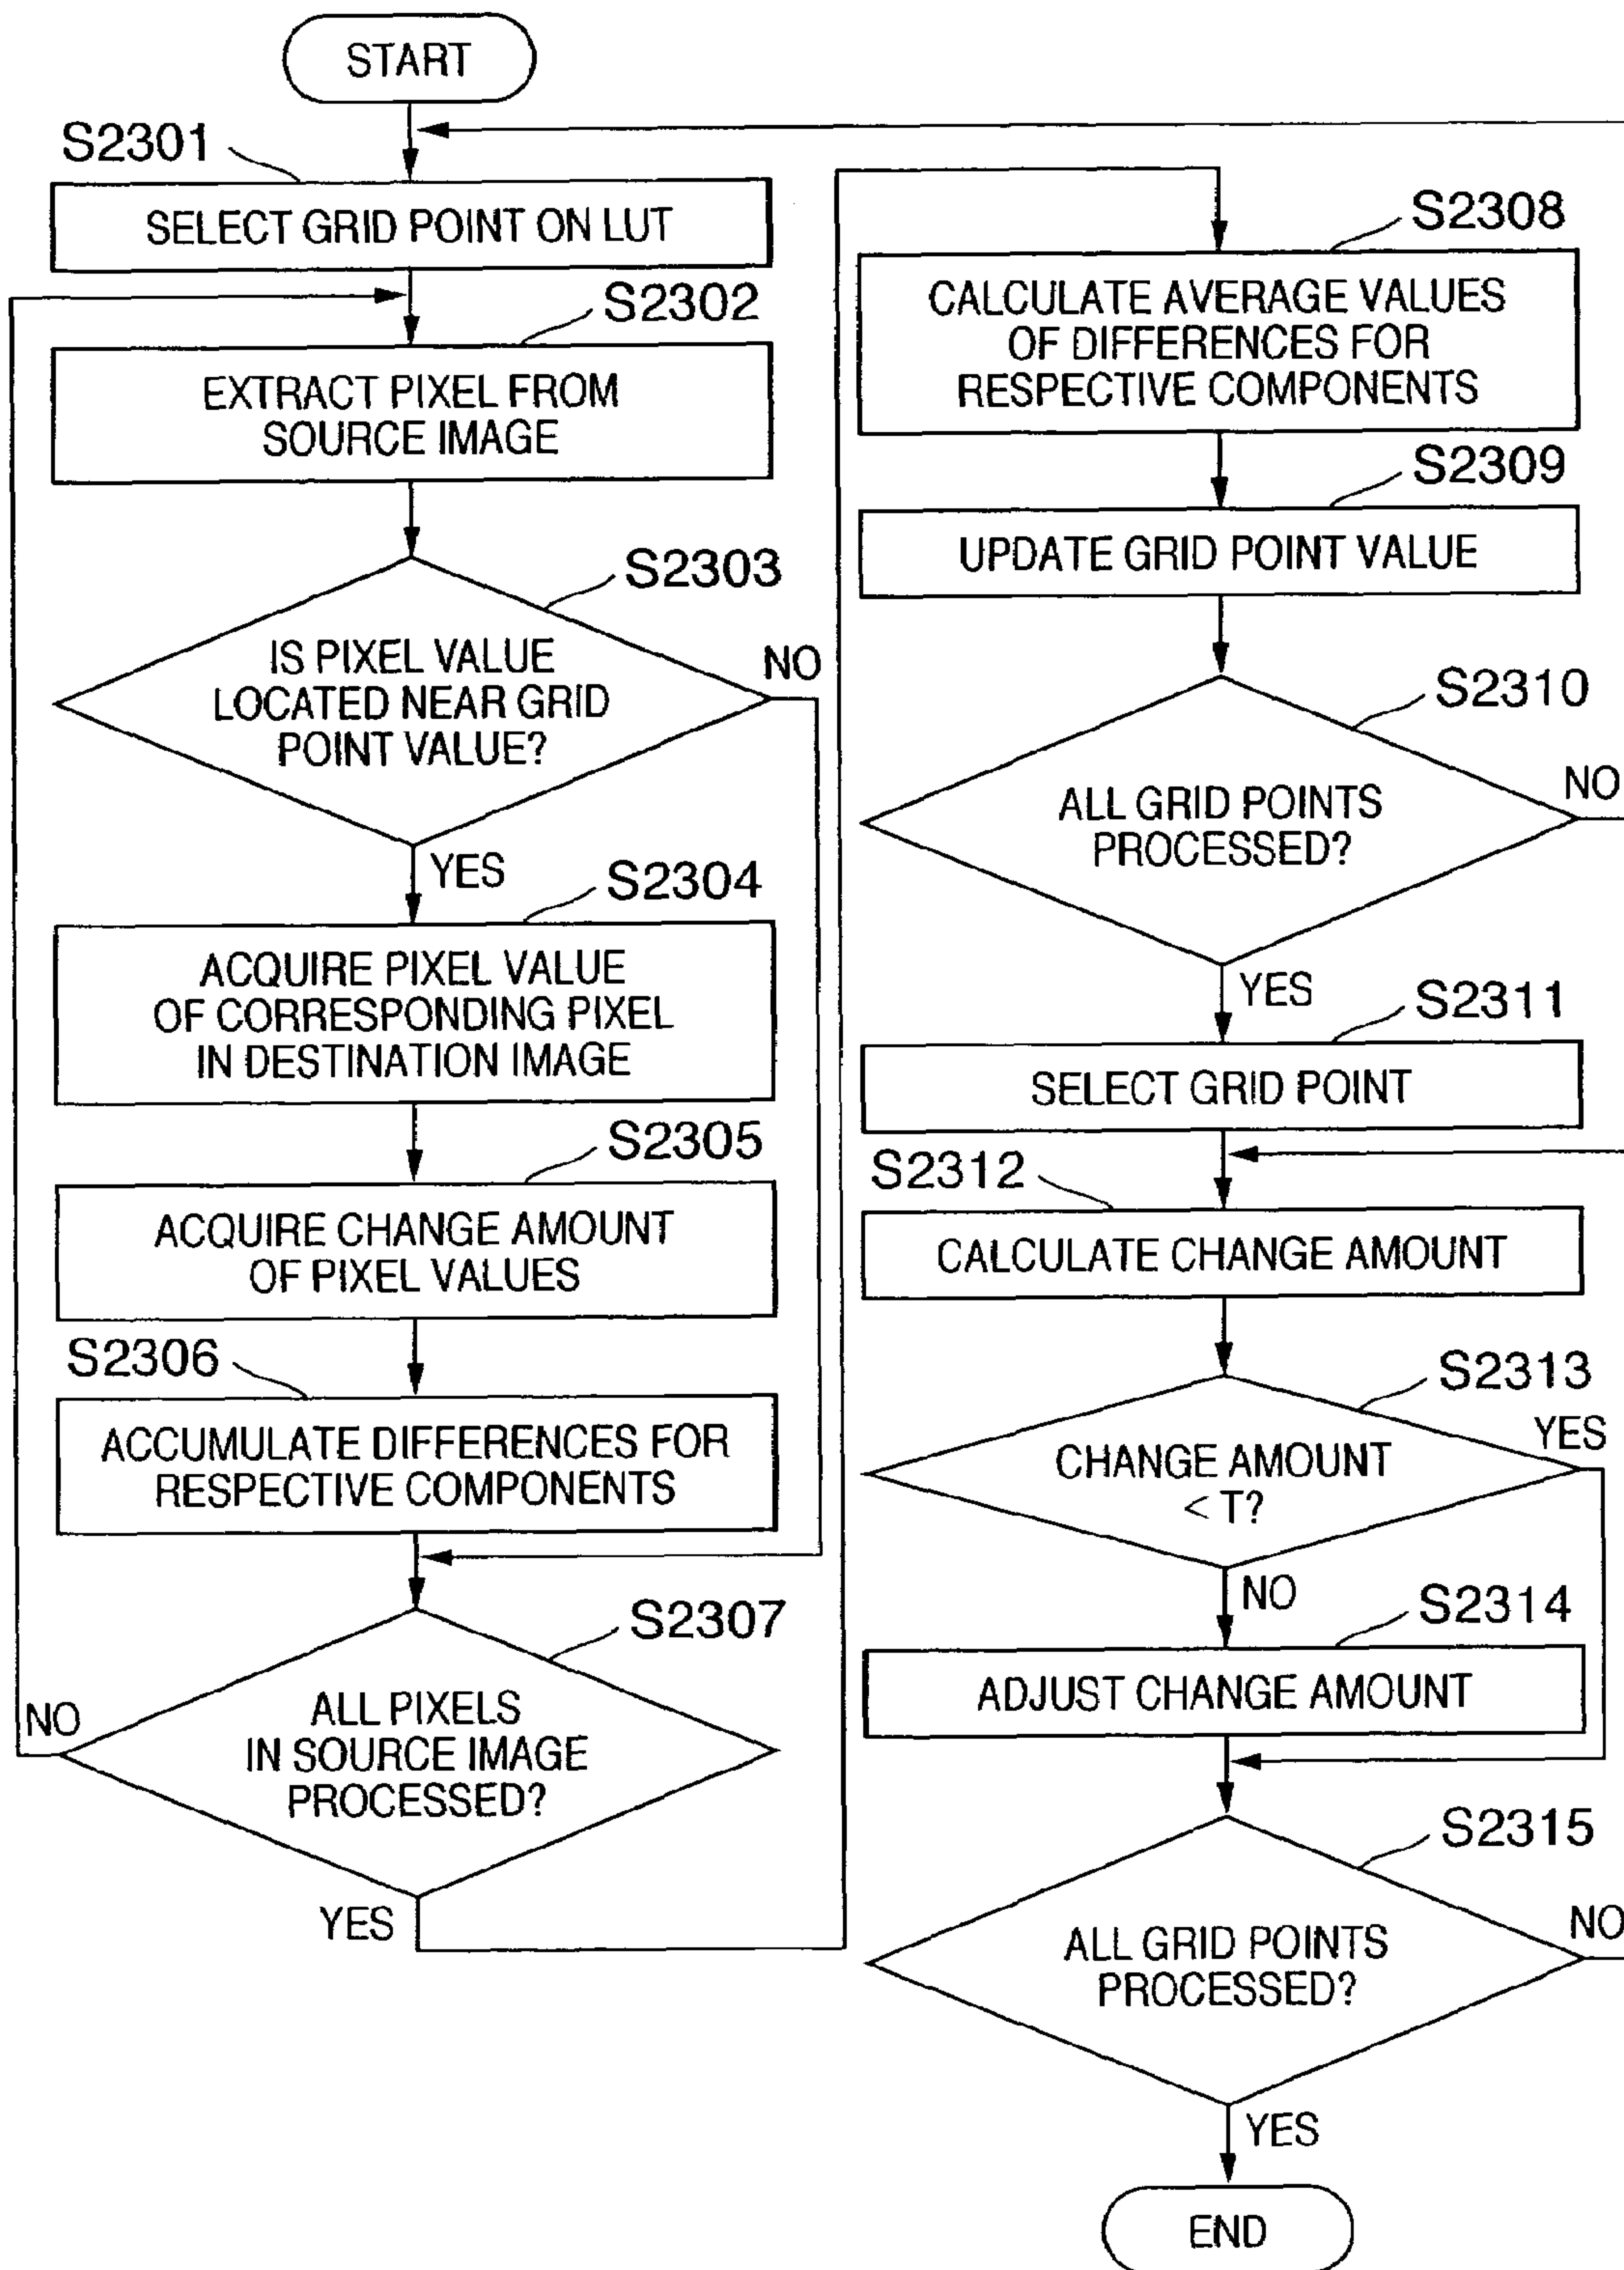 START
S2301
SELECT GRID POINT ON LUT
S2302
EXTRACT PIXEL FROM
SOURCE IMAGE
S2303
IS PIXEL VALUE
LOCATED NEAR GRID
POINT VALUE?
NO
YES
S2304
ACQUIRE PIXEL VALUE
OF CORRESPONDING PIXEL
IN DESTINATION IMAGE
S2305
ACQUIRE CHANGE AMOUNT
OF PIXEL VALUES
S2306
ACCUMULATE DIFFERENCES FOR
RESPECTIVE COMPONENTS
S2307
ALL PIXELS
IN SOURCE IMAGE
PROCESSED?
NO
YES
S2308
CALCULATE AVERAGE VALUES
OF DIFFERENCES FOR
RESPECTIVE COMPONENTS
S2309
UPDATE GRID POINT VALUE
S2310
ALL GRID POINTS
PROCESSED?
NO
YES
S2311
SELECT GRID POINT
S2312
CALCULATE CHANGE AMOUNT
S2313
CHANGE AMOUNT
< T?
YES
NO
S2314
ADJUST CHANGE AMOUNT
S2315
ALL GRID POINTS
PROCESSED?
NO
YES
END